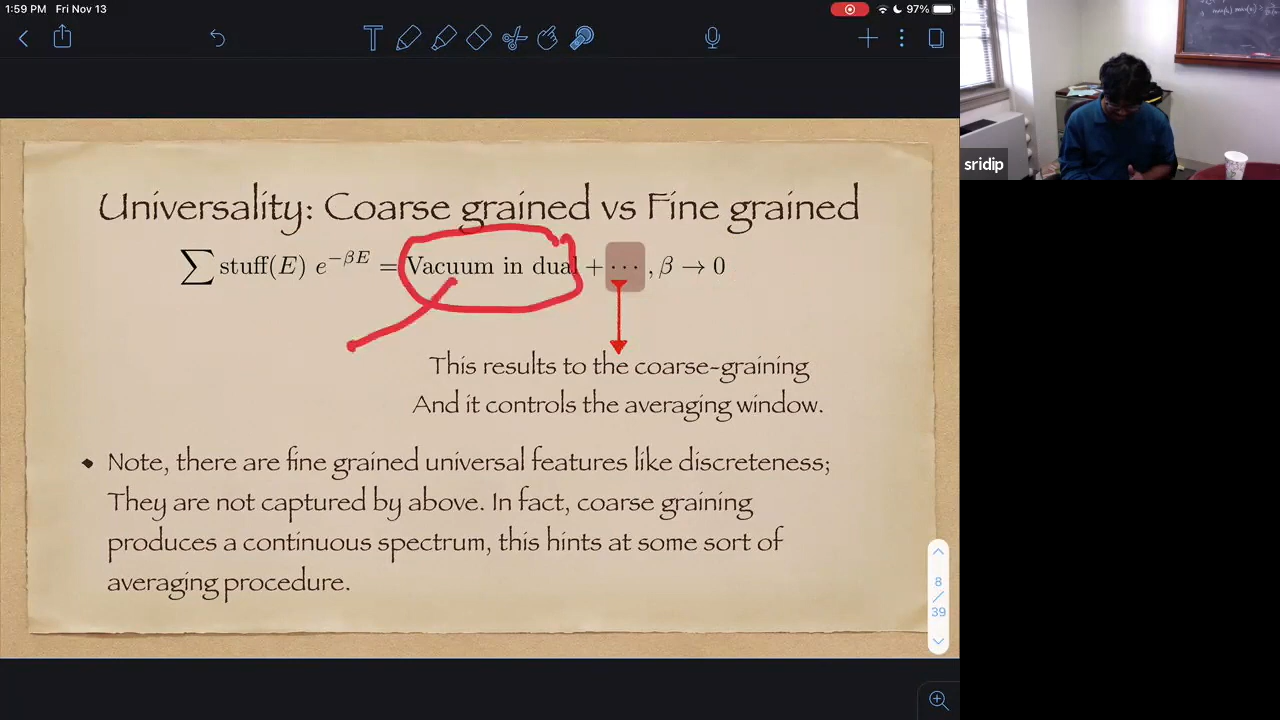 1:59 PM Fri Nov 13
97%
Universality: Coarse grained vs Fine grained
∑ stuff(E) e^{-βE} = Vacuum in dual + ⋯ , β → 0
This results to the coarse-graining
And it controls the averaging window.
Note, there are fine grained universal features like discreteness;
They are not captured by above. In fact, coarse graining
produces a continuous spectrum, this hints at some sort of
averaging procedure.
8
/
39
sridip